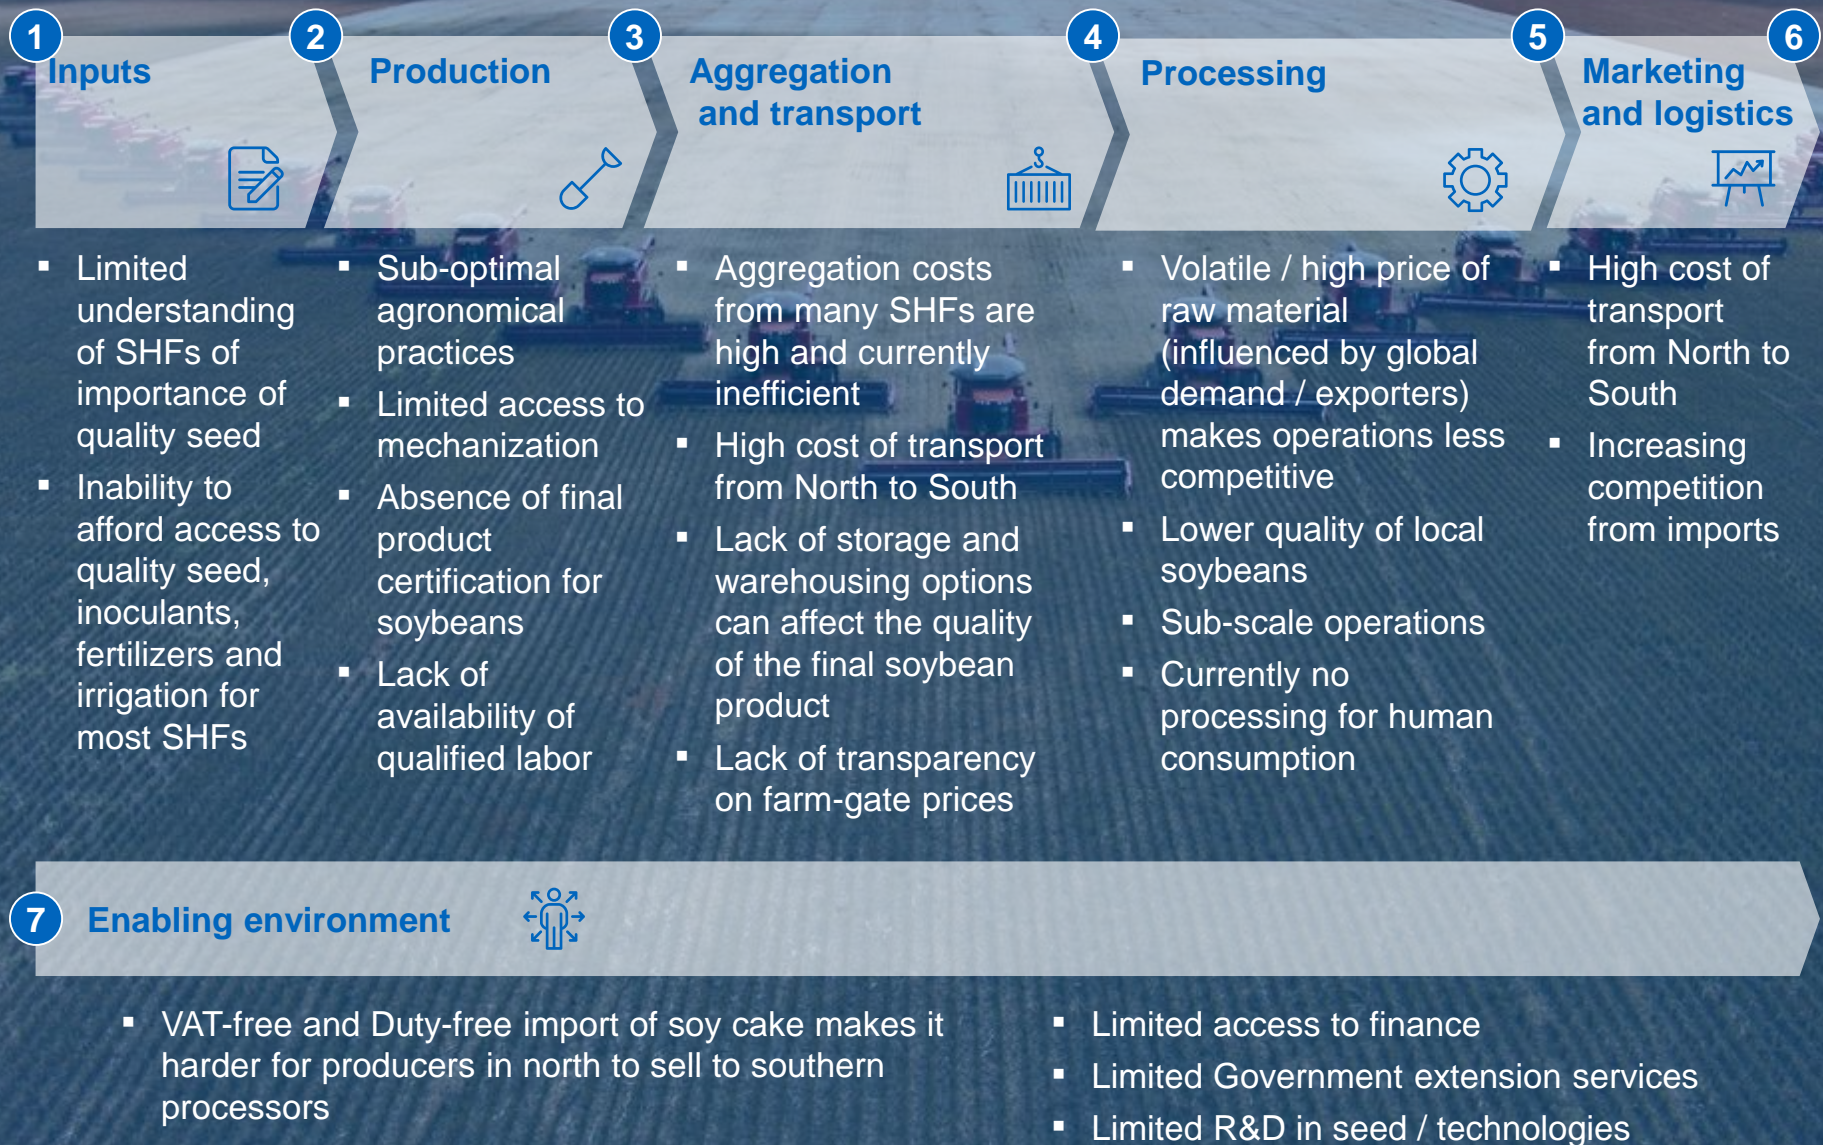 1
Inputs
2
Production
3
Aggregation
and transport
4
Processing
5
Marketing
and logistics
6
▪ Limited
understanding
of SHFs of
importance of
quality seed
▪ Inability to
afford access to
quality seed,
inoculants,
fertilizers and
irrigation for
most SHFs
▪ Sub-optimal
agronomical
practices
▪ Limited access to
mechanization
▪ Absence of final
product
certification for
soybeans
▪ Lack of
availability of
qualified labor
▪ Aggregation costs
from many SHFs are
high and currently
inefficient
▪ High cost of transport
from North to South
▪ Lack of storage and
warehousing options
can affect the quality
of the final soybean
product
▪ Lack of transparency
on farm-gate prices
▪ Volatile / high price of
raw material
(influenced by global
demand / exporters)
makes operations less
competitive
▪ Lower quality of local
soybeans
▪ Sub-scale operations
▪ Currently no
processing for human
consumption
▪ High cost of
transport
from North to
South
▪ Increasing
competition
from imports
7
Enabling environment
▪ VAT-free and Duty-free import of soy cake makes it
harder for producers in north to sell to southern
processors
▪ Limited access to finance
▪ Limited Government extension services
▪ Limited R&D in seed / technologies